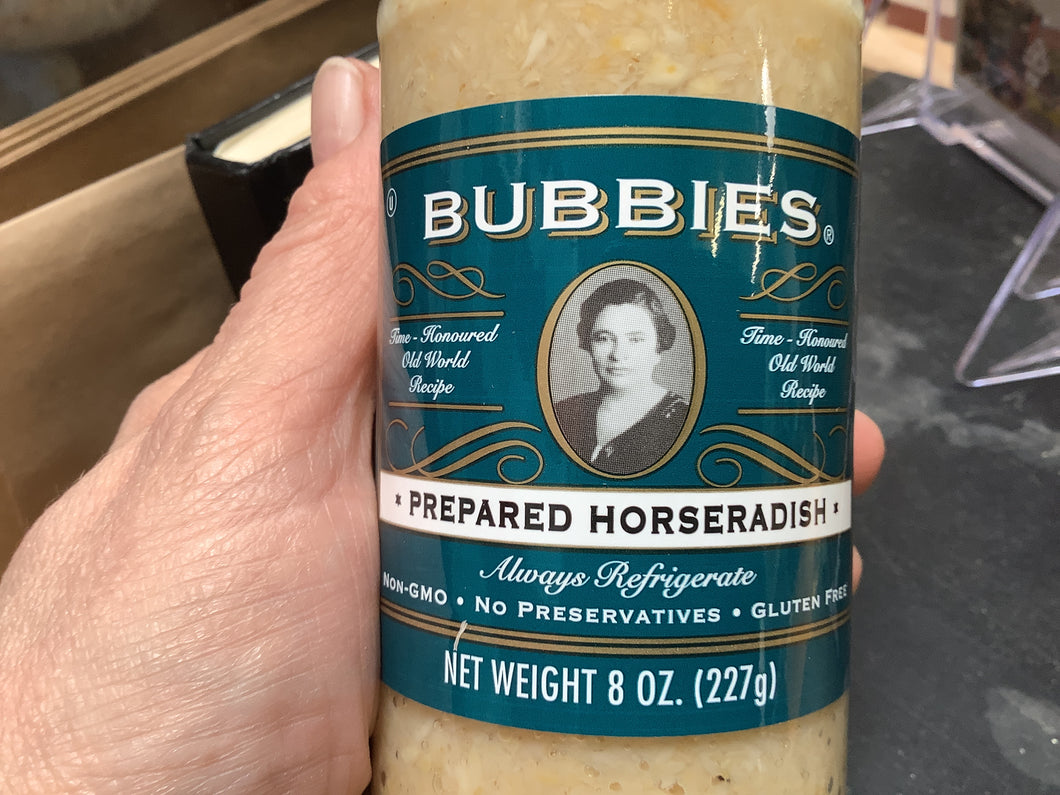 U
BUBBIES®
Time - Honoured
Old World
Recipe
Time - Honoured
Old World
Recipe
* PREPARED HORSERADISH *
Always Refrigerate
NON-GMO • NO PRESERVATIVES • GLUTEN FREE
NET WEIGHT 8 OZ. (227g)